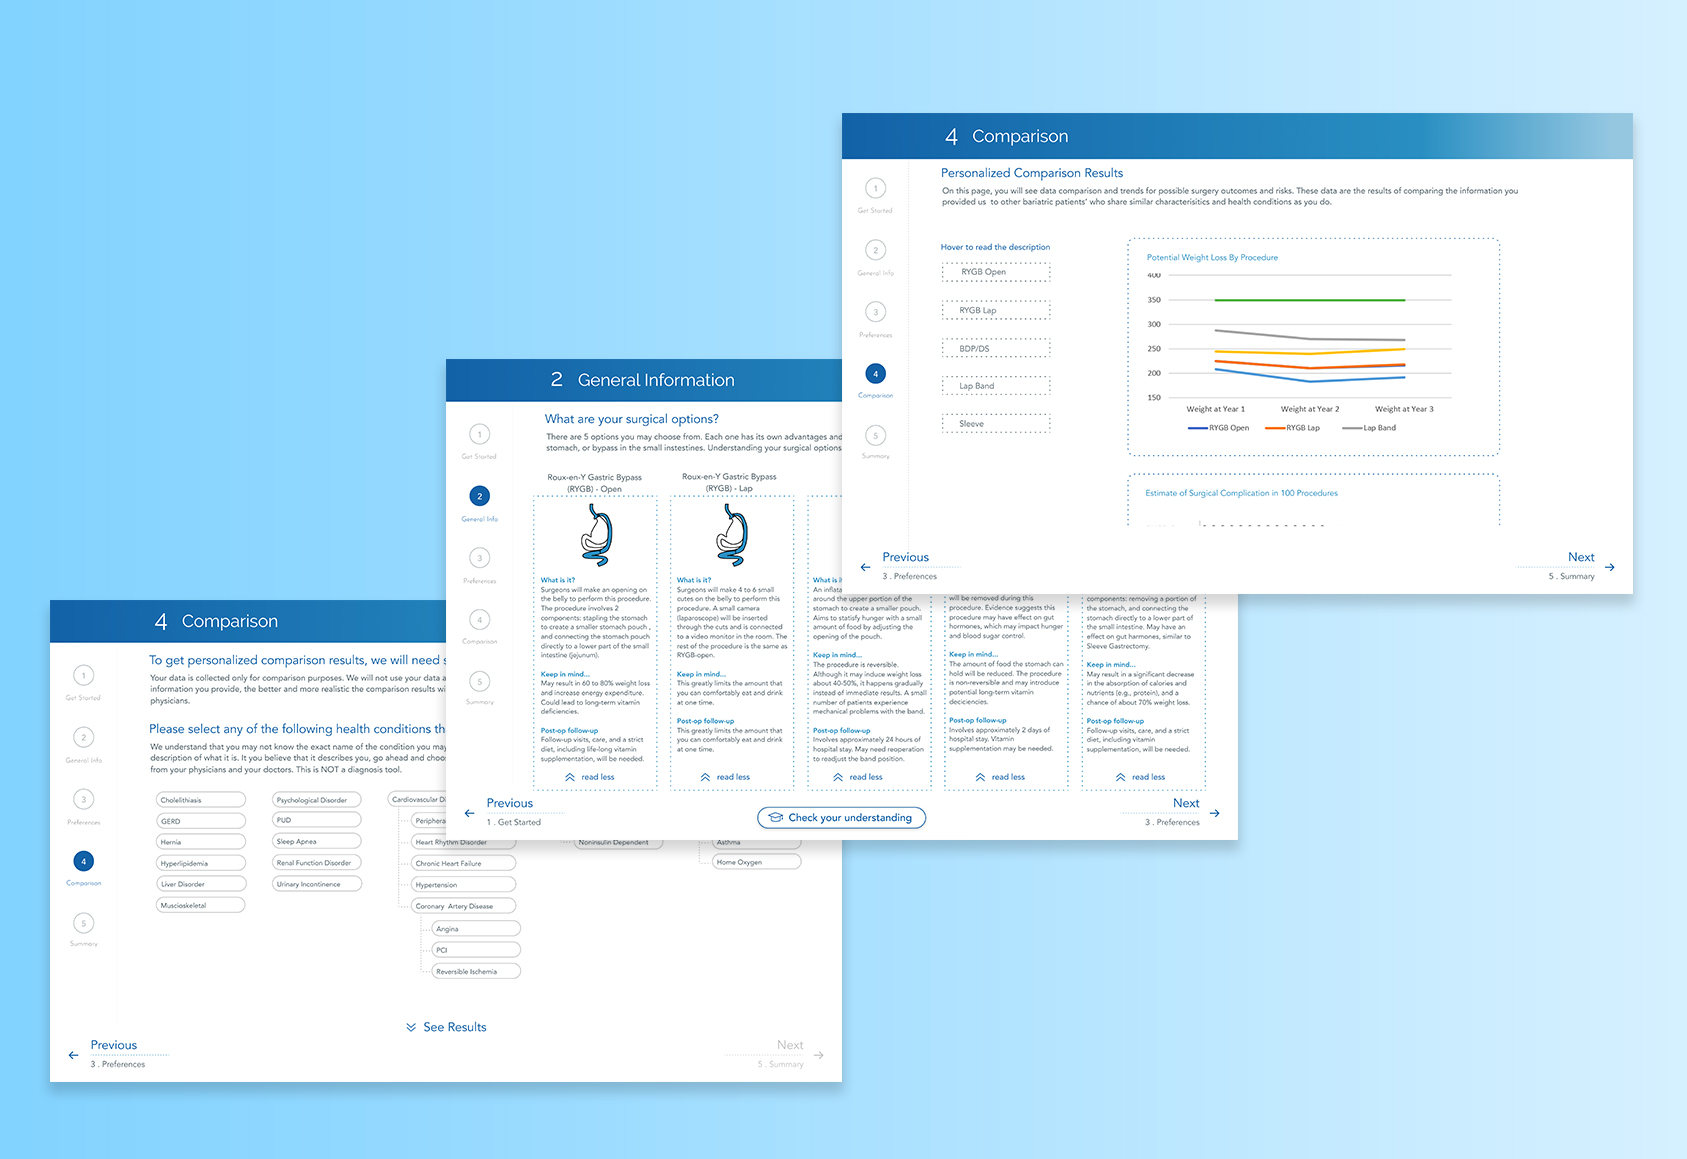 4 Comparison
1
Get Started
2
General Info
3
Preferences
4
Comparison
5
Summary
Personalized Comparison Results
On this page, you will see data comparison and trends for possible surgery outcomes and risks. These data are the results of comparing the information you
provided us to other bariatric patients' who share similar characterisitics and health conditions as you do.
Hover to read the description
RYGB Open
RYGB Lap
BDP/DS
Lap Band
Sleeve
Potential Weight Loss By Procedure
400
350
300
250
200
150
Weight at Year 1
Weight at Year 2
Weight at Year 3
RYGB Open
RYGB Lap
Lap Band
Estimate of Surgical Complication in 100 Procedures
Previous
3 . Preferences
Next
5 . Summary
2 General Information
1
Get Started
2
General Info
3
Preferences
4
Comparison
5
Summary
What are your surgical options?
There are 5 options you may choose from. Each one has its own advantages and
stomach, or bypass in the small instestines. Understanding your surgical options
Roux-en-Y Gastric Bypass
(RYGB) - Open
What is it?
Surgeons will make an opening on
the belly to perform this procedure.
The procedure involves 2
components: stapling the stomach
to create a smaller stomach pouch ,
and connecting the stomach pouch
directly to a lower part of the small
intestine (jejunum).
Keep in mind...
May result in 60 to 80% weight loss
and increase energy expenditure.
Could lead to long-term vitamin
deficiencies.
Post-op follow-up
Follow-up visits, care, and a strict
diet, including life-long vitamin
supplementation, will be needed.
read less
Roux-en-Y Gastric Bypass
(RYGB) - Lap
What is it?
Surgeons will make 4 to 6 small
cutes on the belly to perform this
procedure. A small camera
(laparoscope) will be inserted
through the cuts and is connected
to a video monitor in the room. The
rest of the procedure is the same as
RYGB-open.
Keep in mind...
This greatly limits the amount that
you can comfortably eat and drink
at one time.
Post-op follow-up
This greatly limits the amount that
you can comfortably eat and drink
at one time.
read less
What is it
An inflat
around the upper portion of the
stomach to create a smaller pouch.
Aims to statisfy hunger with a small
amount of food by adjusting the
opening of the pouch.
Keep in mind...
The procedure is reversible.
Although it may induce weight loss
about 40-50%, it happens gradually
instead of immediate results. A small
number of patients experience
mechanical problems with the band.
Post-op follow-up
Involves approximately 24 hours of
hospital stay. May need reoperation
to readjust the band position.
read less
will be removed during this
procedure. Evidence suggests this
may have effect on gut
hormones, which may impact hunger
and blood sugar control.
Keep in mind...
The amount of food the stomach can
hold will be reduced. The procedure
is non-reversible and may introduce
potential long-term vitamin
deciciencies.
Post-op follow-up
Involves approximately 2 days of
hospital stay. Vitamin
supplementation may be needed.
read less
components: removing a portion of
the stomach, and connecting the
stomach directly to a lower part of
the small intestine. May have an
effect on gut harmones, similar to
Sleeve Gastrectomy.
Keep in mind...
May result in a significant decrease
in the absorption of calories and
nutrients (e.g., protein), and a
chance of about 70% weight loss.
Post-op follow-up
Follow-up visits, care, and a strict
diet, including vitamin
supplementation, will be needed.
read less
Previous
1 . Get Started
Check your understanding
Next
3 . Preferences
4 Comparison
1
Get Started
2
General Info
3
Preferences
4
Comparison
5
Summary
To get personalized comparison results, we will need s
Your data is collected only for comparison purposes. We will not use your data a
information you provide, the better and more realistic the comparison results wi
physicians.
Please select any of the following health conditions th
We understand that you may not know the exact name of the condition you may
description of what it is. It you believe that it describes you, go ahead and choos
from your physicians and your doctors. This is NOT a diagnosis tool.
Cholelithiasis
GERD
Hernia
Hyperlipidemia
Liver Disorder
Muscioskeletal
Psychological Disorder
PUD
Sleep Apnea
Renal Function Disorder
Urinary Incontinence
Cardiovascular Di
Periphera
Heart Rhythm Disorder
Chronic Heart Failure
Hypertension
Coronary Artery Disease
Angina
PCI
Reversible Ischemia
Noninsulin Dependent
Asthma
Home Oxygen
See Results
Previous
3 . Preferences
Next
5 . Summary